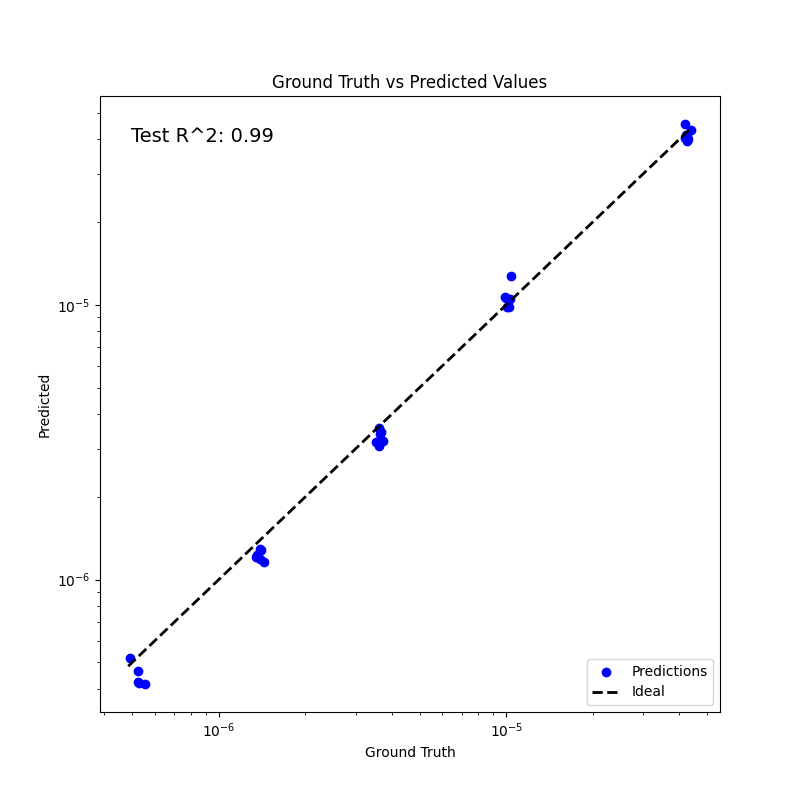 Ground Truth vs Predicted Values
Test R^2: 0.99
Predicted
10⁻⁵
10⁻⁶
10⁻⁶
10⁻⁵
Ground Truth
Predictions
Ideal